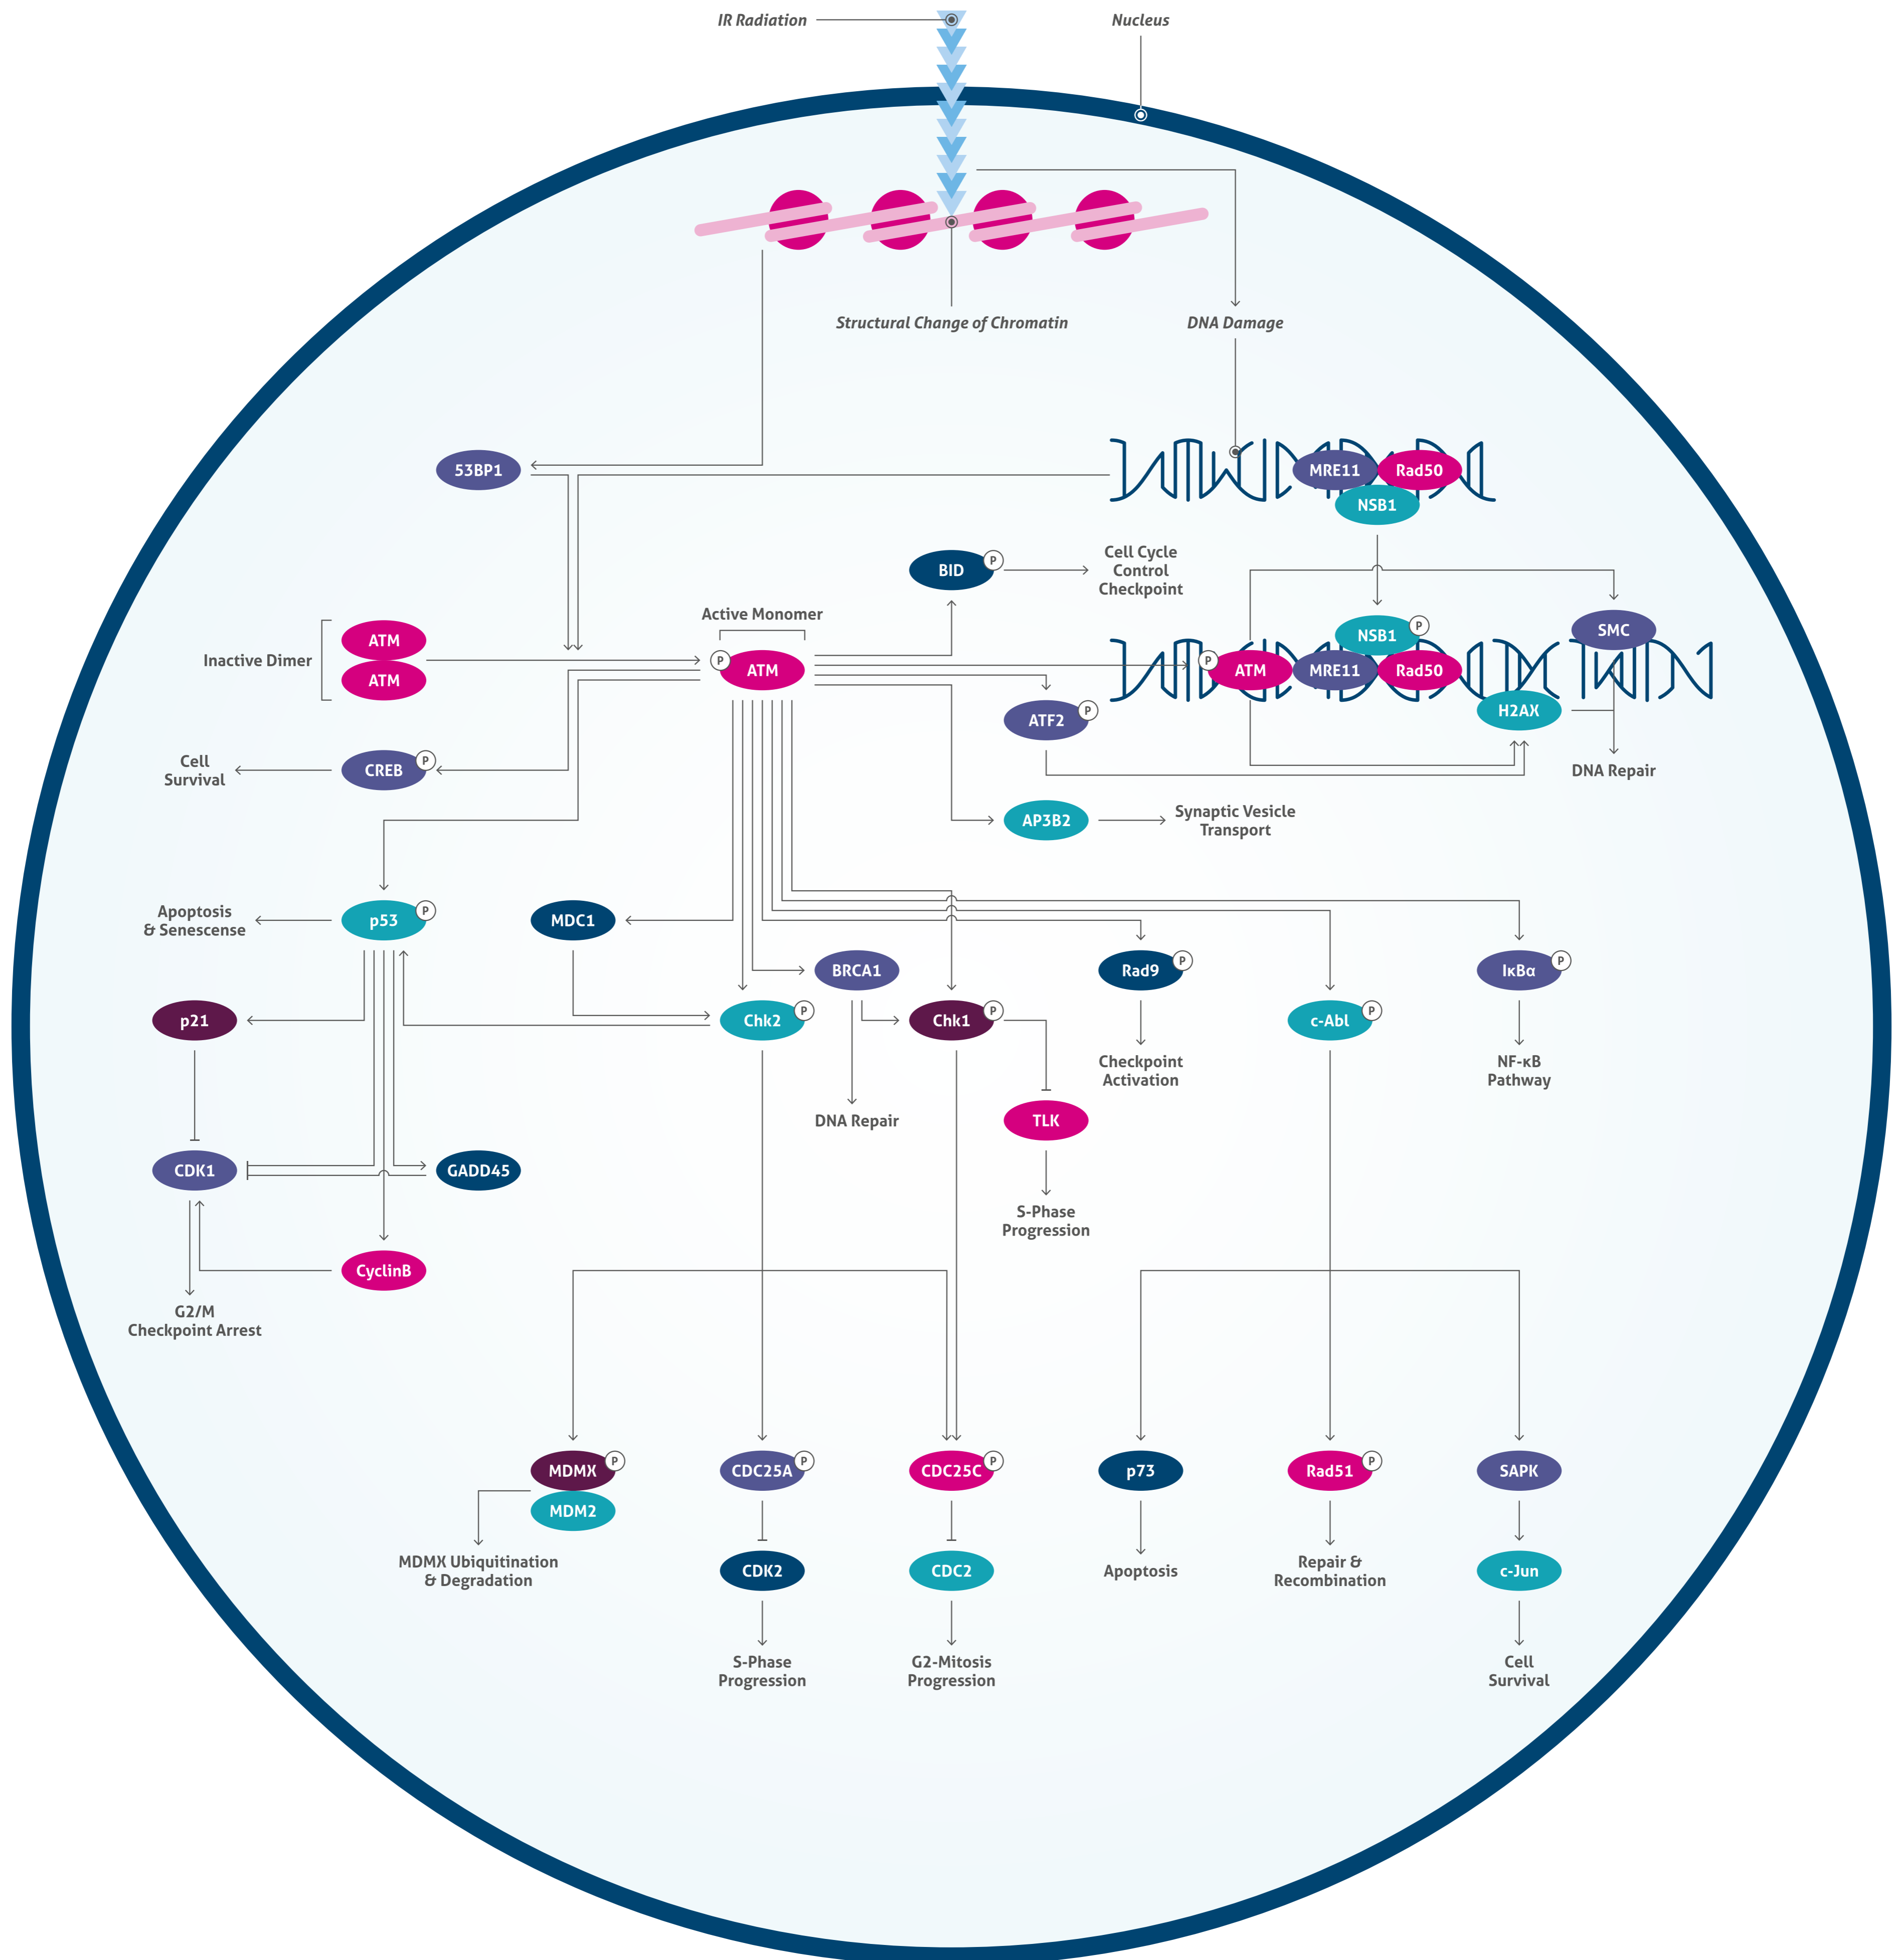 IR Radiation
Nucleus
Structural Change of Chromatin
DNA Damage
53BP1
MRE11
Rad50
NSB1
BID
P
Cell Cycle
Control
Checkpoint
Active Monomer
Inactive Dimer
ATM
ATM
P
ATM
P
ATM
NSB1
P
MRE11
Rad50
SMC
H2AX
DNA Repair
ATF2
P
Cell
Survival
CREB
P
AP3B2
Synaptic Vesicle
Transport
Apoptosis
& Senescense
p53
P
MDC1
BRCA1
Rad9
P
IκBα
P
p21
Chk2
P
Chk1
P
c-Abl
P
Checkpoint
Activation
NF-κB
Pathway
DNA Repair
TLK
CDK1
GADD45
S-Phase
Progression
CyclinB
G2/M
Checkpoint Arrest
MDMX
P
MDM2
CDC25A
P
CDC25C
P
p73
Rad51
P
SAPK
MDMX Ubiquitination
& Degradation
CDK2
CDC2
Apoptosis
Repair &
Recombination
c-Jun
S-Phase
Progression
G2-Mitosis
Progression
Cell
Survival